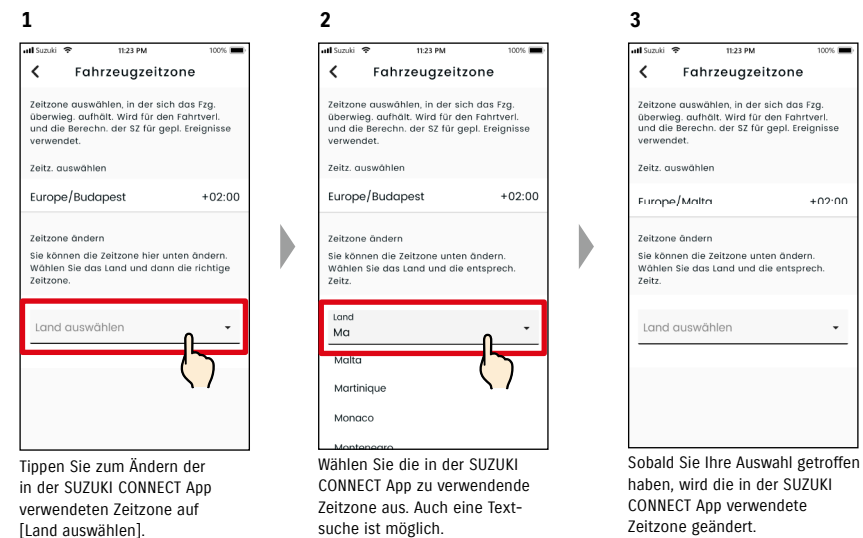 1
Suzuki 11:23 PM 100%
Fahrzeugzeitzone
Zeitzone auswählen, in der sich das Fzg.
überwieg. aufhält. Wird für den Fahrtverl.
und die Berechn. der SZ für gepl. Ereignisse
verwendet.
Zeitz. auswählen
Europe/Budapest +02:00
Zeitzone ändern
Sie können die Zeitzone hier unten ändern.
Wählen Sie das Land und dann die richtige
Zeitzone.
Land auswählen
Tippen Sie zum Ändern der
in der SUZUKI CONNECT App
verwendeten Zeitzone auf
[Land auswählen].
2
Suzuki 11:23 PM 100%
Fahrzeugzeitzone
Zeitzone auswählen, in der sich das Fzg.
überwieg. aufhält. Wird für den Fahrtverl.
und die Berechn. der SZ für gepl. Ereignisse
verwendet.
Zeitz. auswählen
Europe/Budapest +02:00
Zeitzone ändern
Sie können die Zeitzone unten ändern.
Wählen Sie das Land und die entsprech.
Zeitz.
Land
Ma
Malta
Martinique
Monaco
Montenegro
Wählen Sie die in der SUZUKI
CONNECT App zu verwendende
Zeitzone aus. Auch eine Text-
suche ist möglich.
3
Suzuki 11:23 PM 100%
Fahrzeugzeitzone
Zeitzone auswählen, in der sich das Fzg.
überwieg. aufhält. Wird für den Fahrtverl.
und die Berechn. der SZ für gepl. Ereignisse
verwendet.
Zeitz. auswählen
Europe/Malta +02:00
Zeitzone ändern
Sie können die Zeitzone unten ändern.
Wählen Sie das Land und die entsprech.
Zeitz.
Land auswählen
Sobald Sie Ihre Auswahl getroffen
haben, wird die in der SUZUKI
CONNECT App verwendete
Zeitzone geändert.